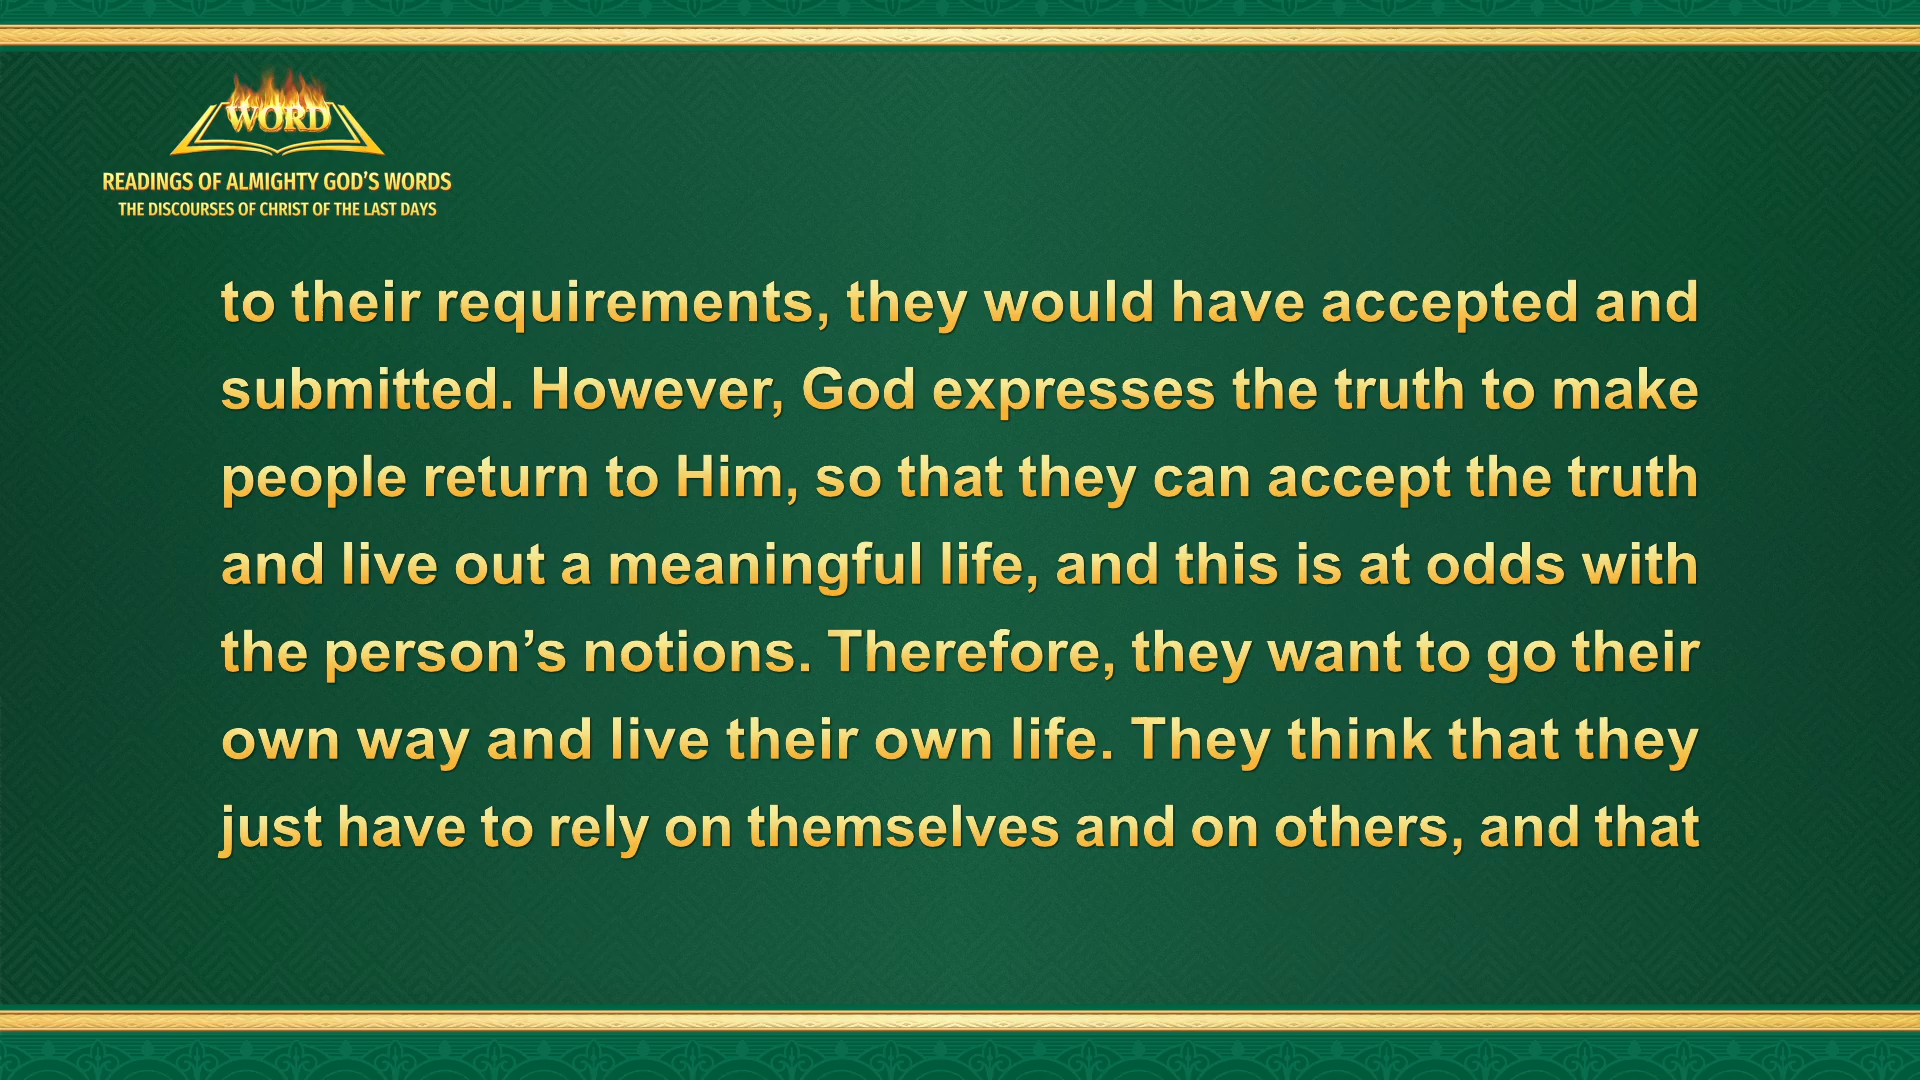 WORD
READINGS OF ALMIGHTY GOD'S WORDS
THE DISCOURSES OF CHRIST OF THE LAST DAYS
to their requirements, they would have accepted and
submitted. However, God expresses the truth to make
people return to Him, so that they can accept the truth
and live out a meaningful life, and this is at odds with
the person’s notions. Therefore, they want to go their
own way and live their own life. They think that they
just have to rely on themselves and on others, and that